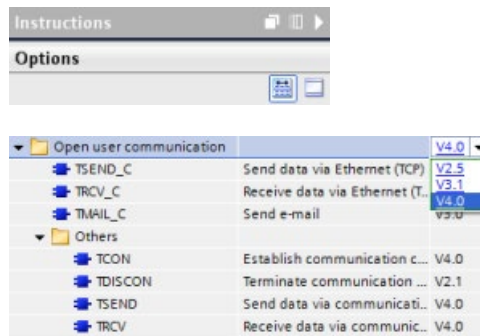 Instructions
Options
Open user communication V4.0
TSEND_C Send data via Ethernet (TCP) V2.5
V3.1
TRCV_C Receive data via Ethernet (T... V4.0
TMAIL_C Send e-mail V3.0
Others
TCON Establish communication c... V4.0
TDISCON Terminate communication ... V2.1
TSEND Send data via communicati.. V4.0
TRCV Receive data via communic.. V4.0